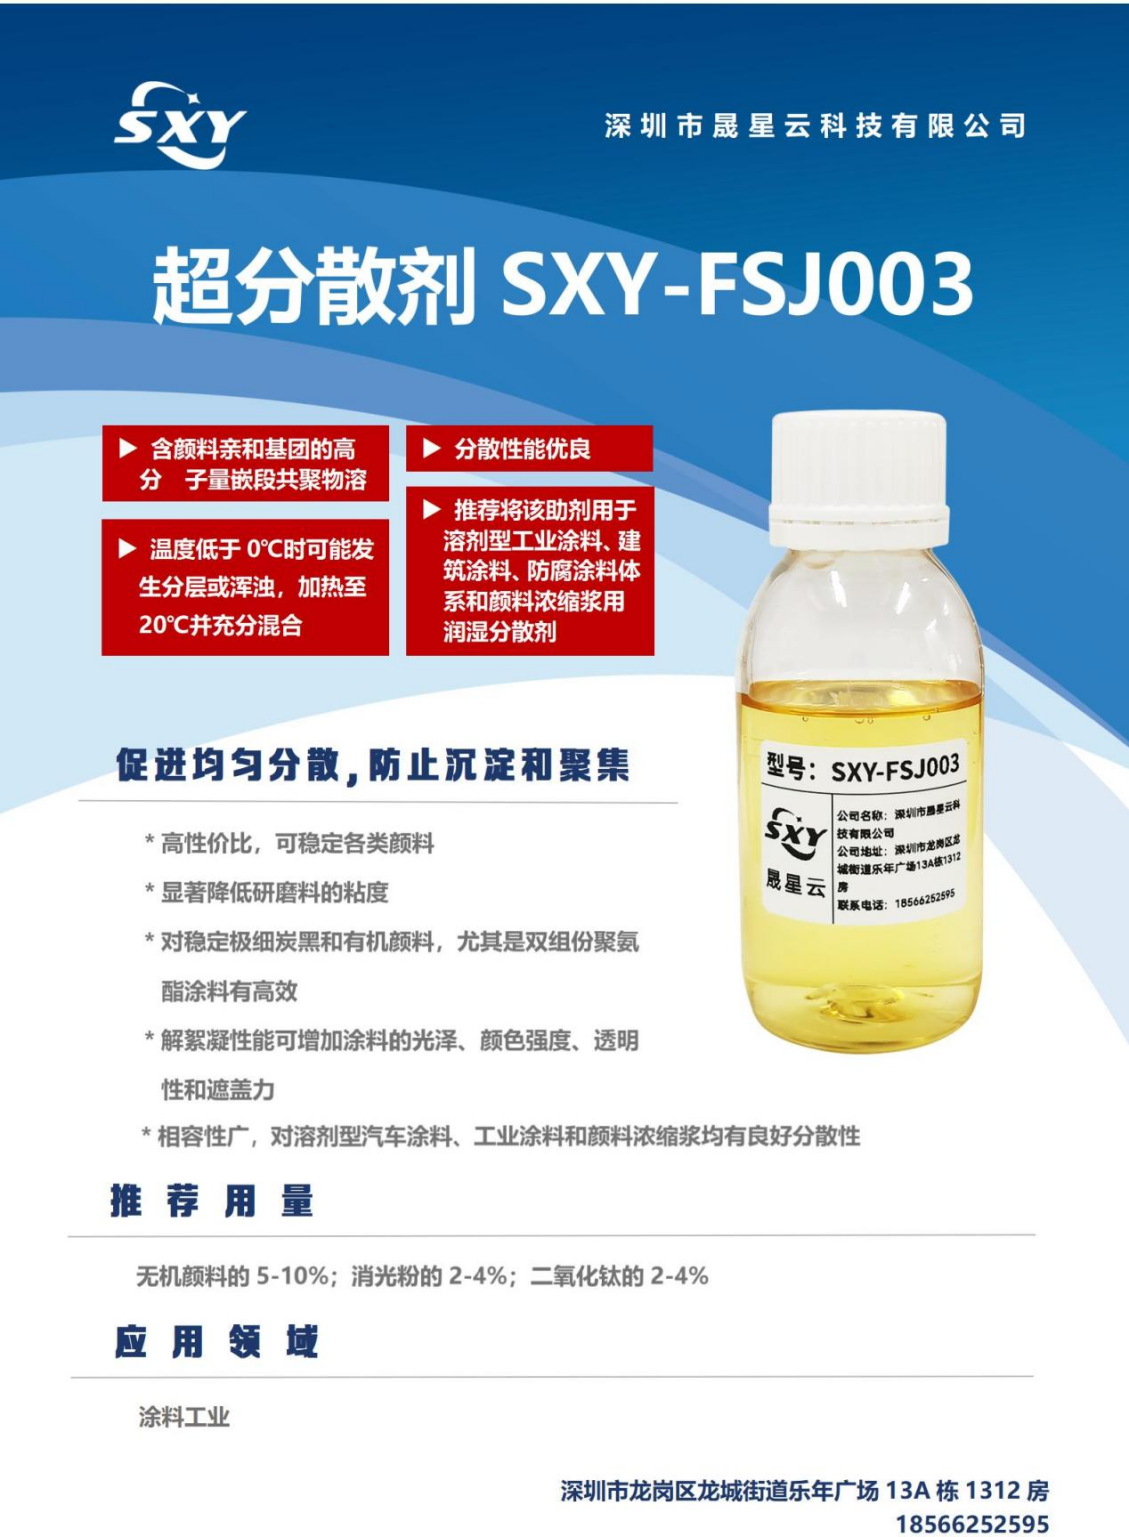 SXY
深圳市晟星云科技有限公司
超分散剂 SXY-FSJ003
▶ 含颜料亲和基团的高
分 子量嵌段共聚物溶
▶ 温度低于 0℃时可能发
生分层或浑浊，加热至
20℃并充分混合
▶ 分散性能优良
▶ 推荐将该助剂用于
溶剂型工业涂料、建
筑涂料、防腐涂料体
系和颜料浓缩浆用
润湿分散剂
型号：SXY-FSJ003
SXY
晟星云
公司名称：深圳市晟星云科
技有限公司
公司地址：深圳市龙岗区龙
城街道乐年广场13A栋1312
房
联系电话：18566252595
促进均匀分散,防止沉淀和聚集
* 高性价比，可稳定各类颜料
* 显著降低研磨料的粘度
* 对稳定极细炭黑和有机颜料，尤其是双组份聚氨
酯涂料有高效
* 解絮凝性能可增加涂料的光泽、颜色强度、透明
性和遮盖力
* 相容性广，对溶剂型汽车涂料、工业涂料和颜料浓缩浆均有良好分散性
推荐用量
无机颜料的 5-10%；消光粉的 2-4%；二氧化钛的 2-4%
应用领域
涂料工业
深圳市龙岗区龙城街道乐年广场 13A 栋 1312 房
18566252595